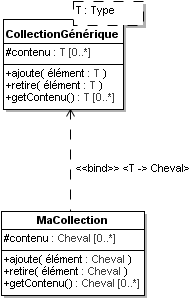 T : Type
CollectionGénérique
#contenu : T [0..*]
+ajoute( élément : T )
+retire( élément : T )
+getContenu() : T [0..*]
<<bind>> <T -> Cheval>
MaCollection
#contenu : Cheval [0..*]
+ajoute( élément : Cheval )
+retire( élément : Cheval )
+getContenu() : Cheval [0..*]